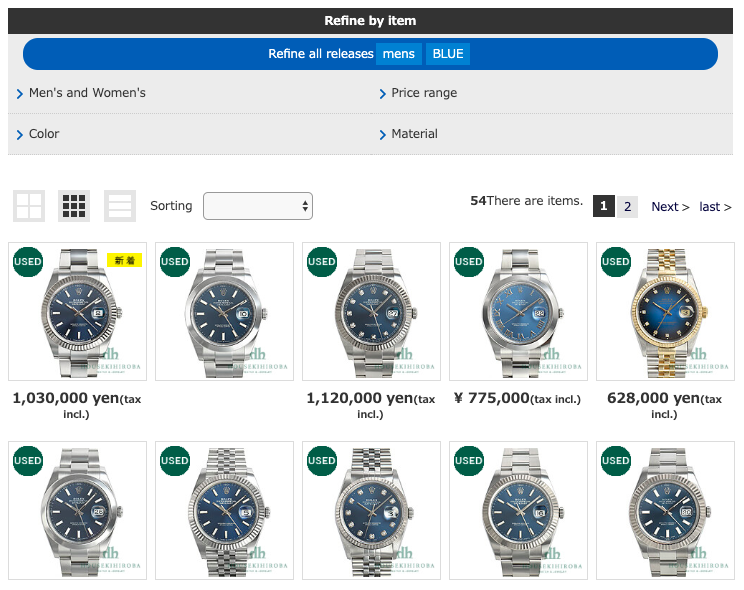 Refine by item
Refine all releases mens BLUE
Men's and Women's
Price range
Color
Material
Sorting
54There are items.
1 2 Next > last >
USED
新着
USED
USED
USED
USED
1,030,000 yen(tax
incl.)
1,120,000 yen(tax
incl.)
¥ 775,000(tax incl.)
628,000 yen(tax
incl.)
USED
USED
USED
USED
USED